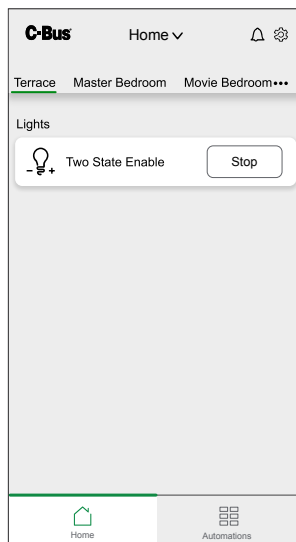 C-Bus Home
Terrace Master Bedroom Movie Bedroom•••
Lights
Two State Enable Stop
Home Automations